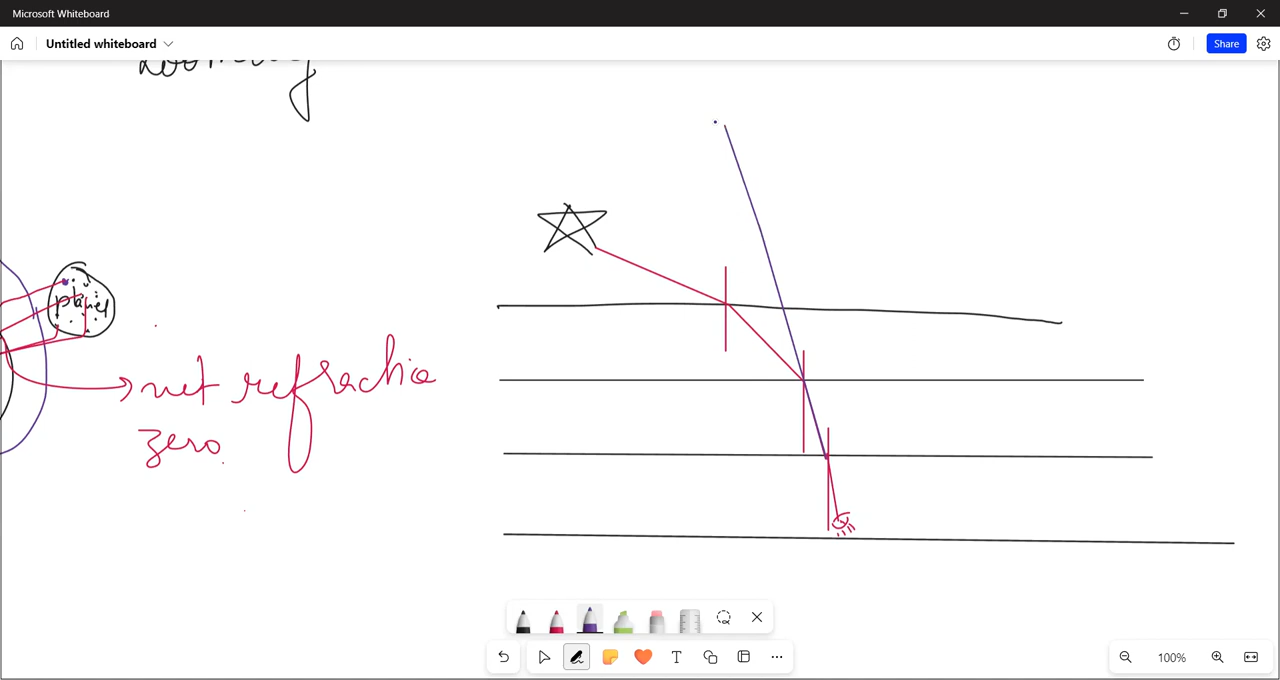 Microsoft Whiteboard
Untitled whiteboard
Share
planet
net refractio
zero.
100%